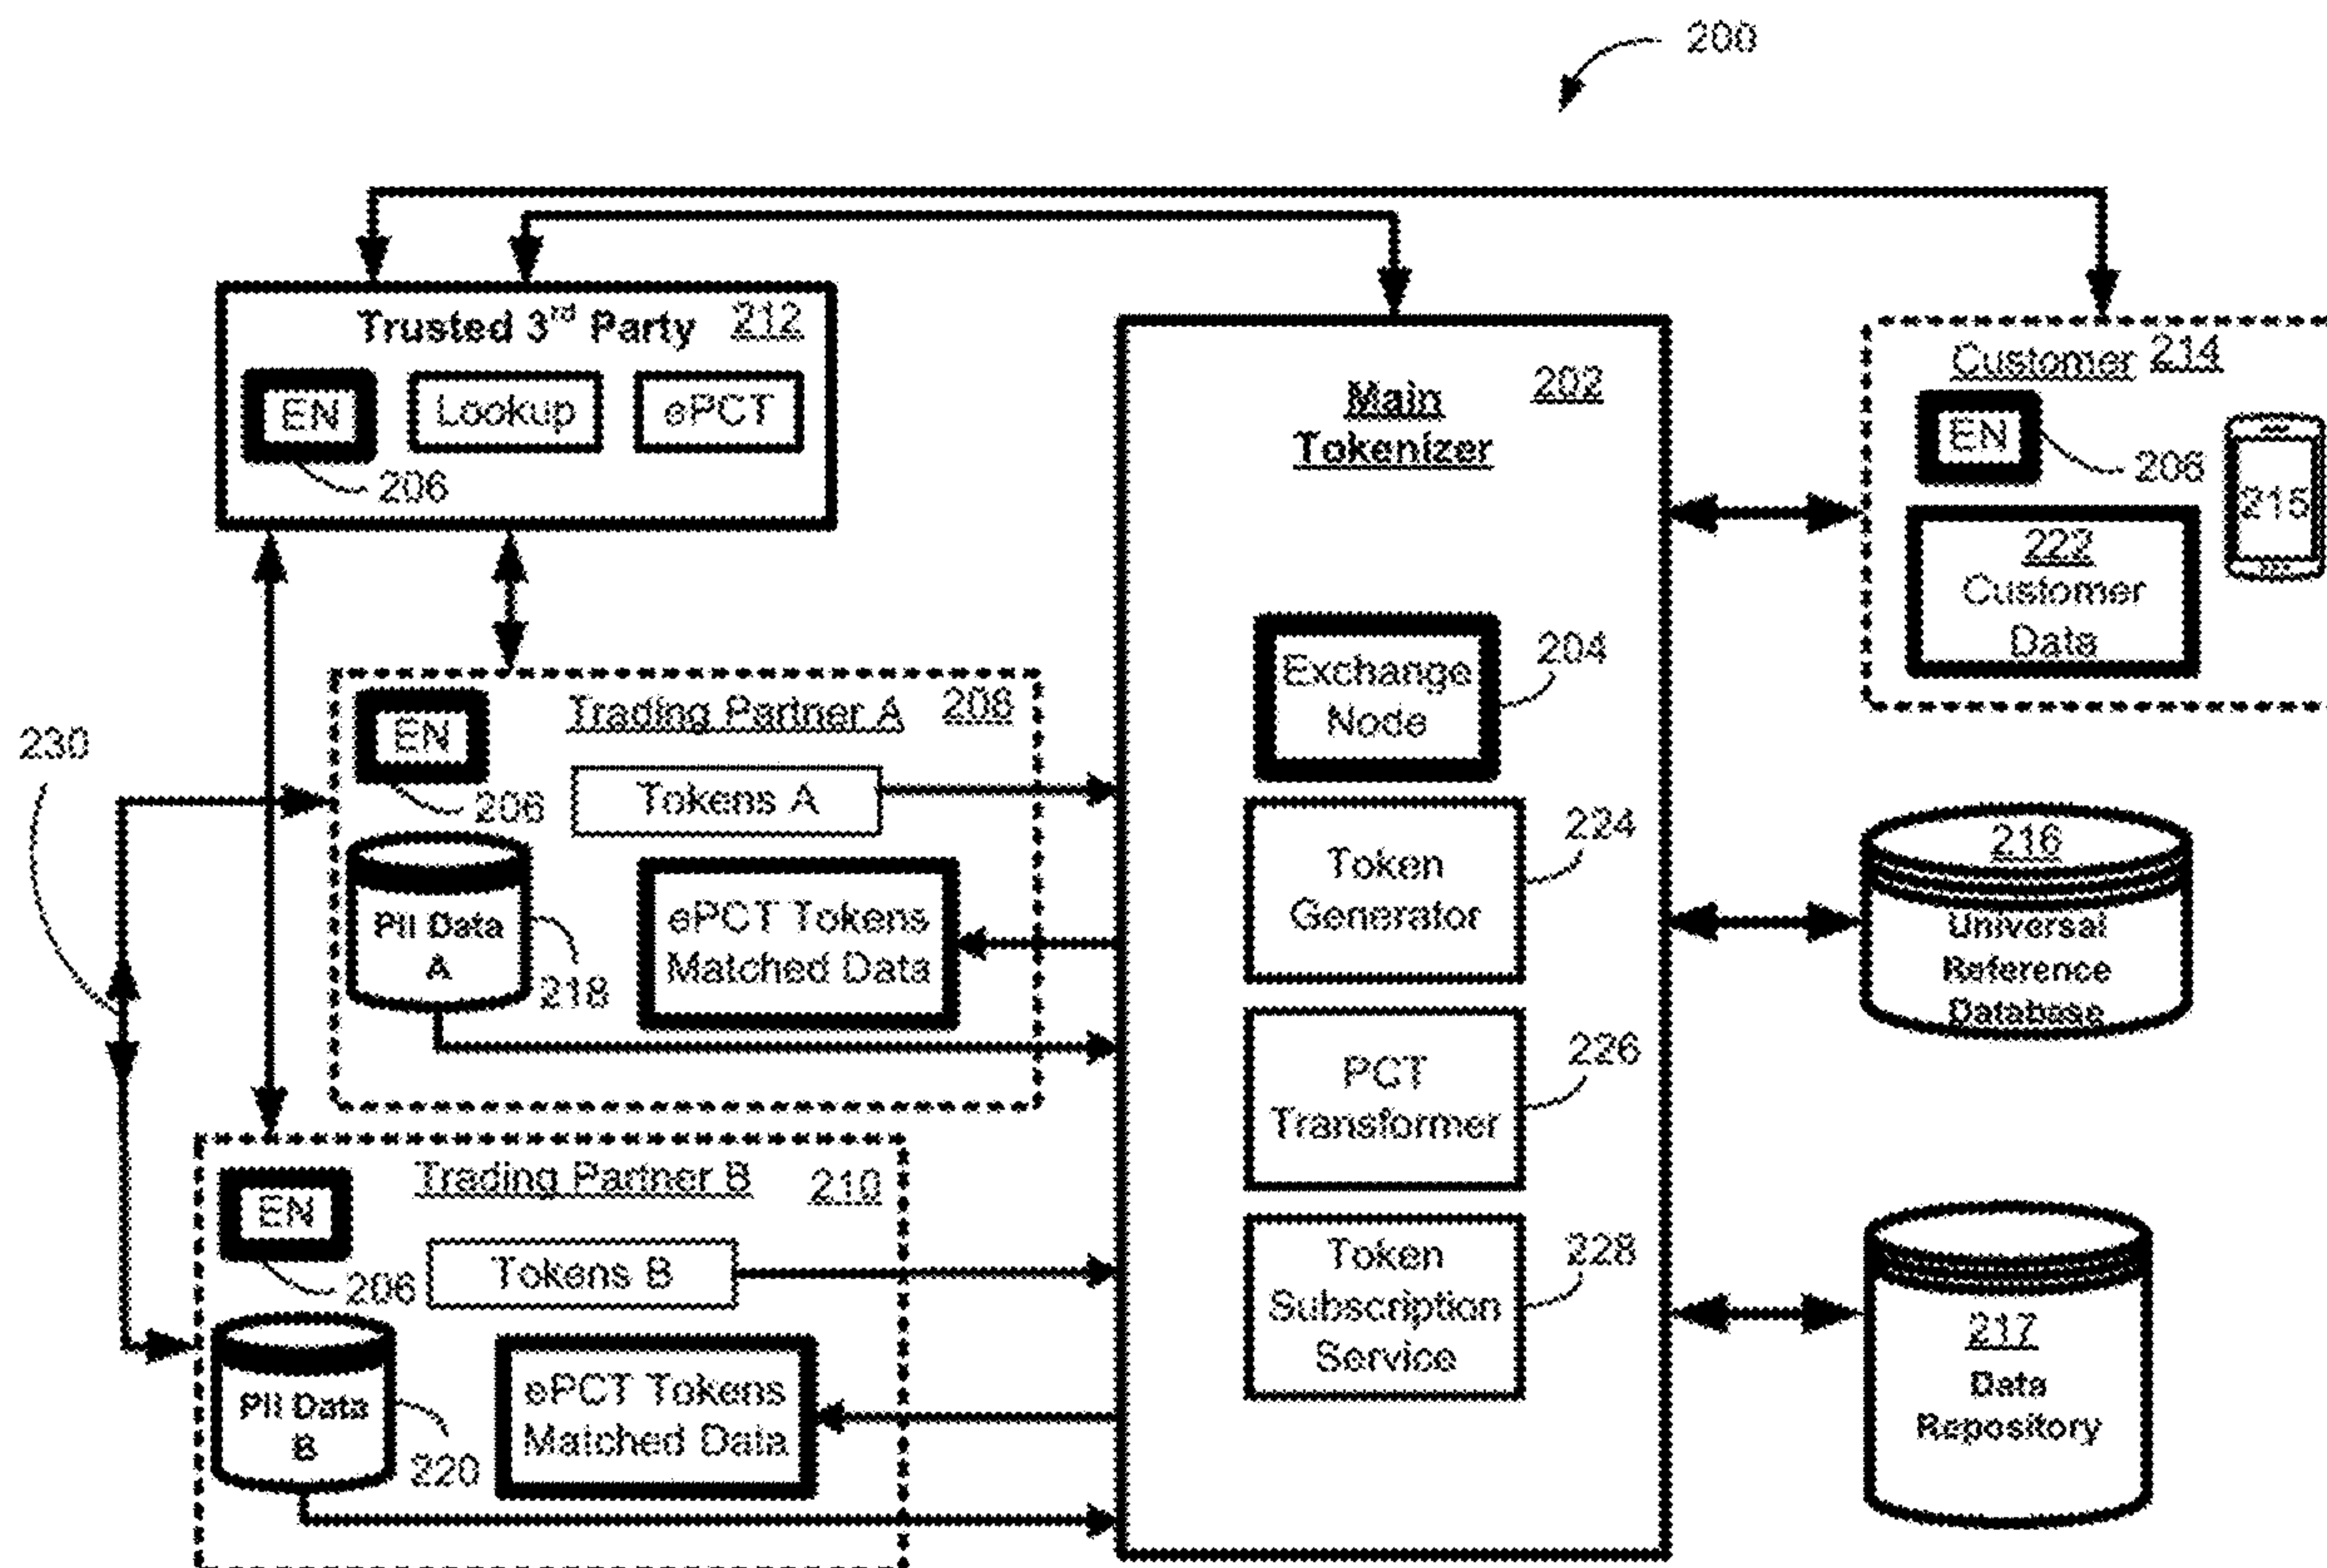 200
Trusted 3rd Party 212
EN
Lookup
ePCT
206
Main
Tokenizer
202
Customer 214
EN
206
215
222
Customer
Data
Exchange
Node
204
Trading Partner A 208
EN
206
Tokens A
230
PII Data
A
218
ePCT Tokens
Matched Data
Token
Generator
224
216
Universal
Reference
Database
PCT
Transformer
226
Trading Partner B 210
EN
206
Tokens B
PII Data
B
220
ePCT Tokens
Matched Data
Token
Subscription
Service
228
217
Data
Repository